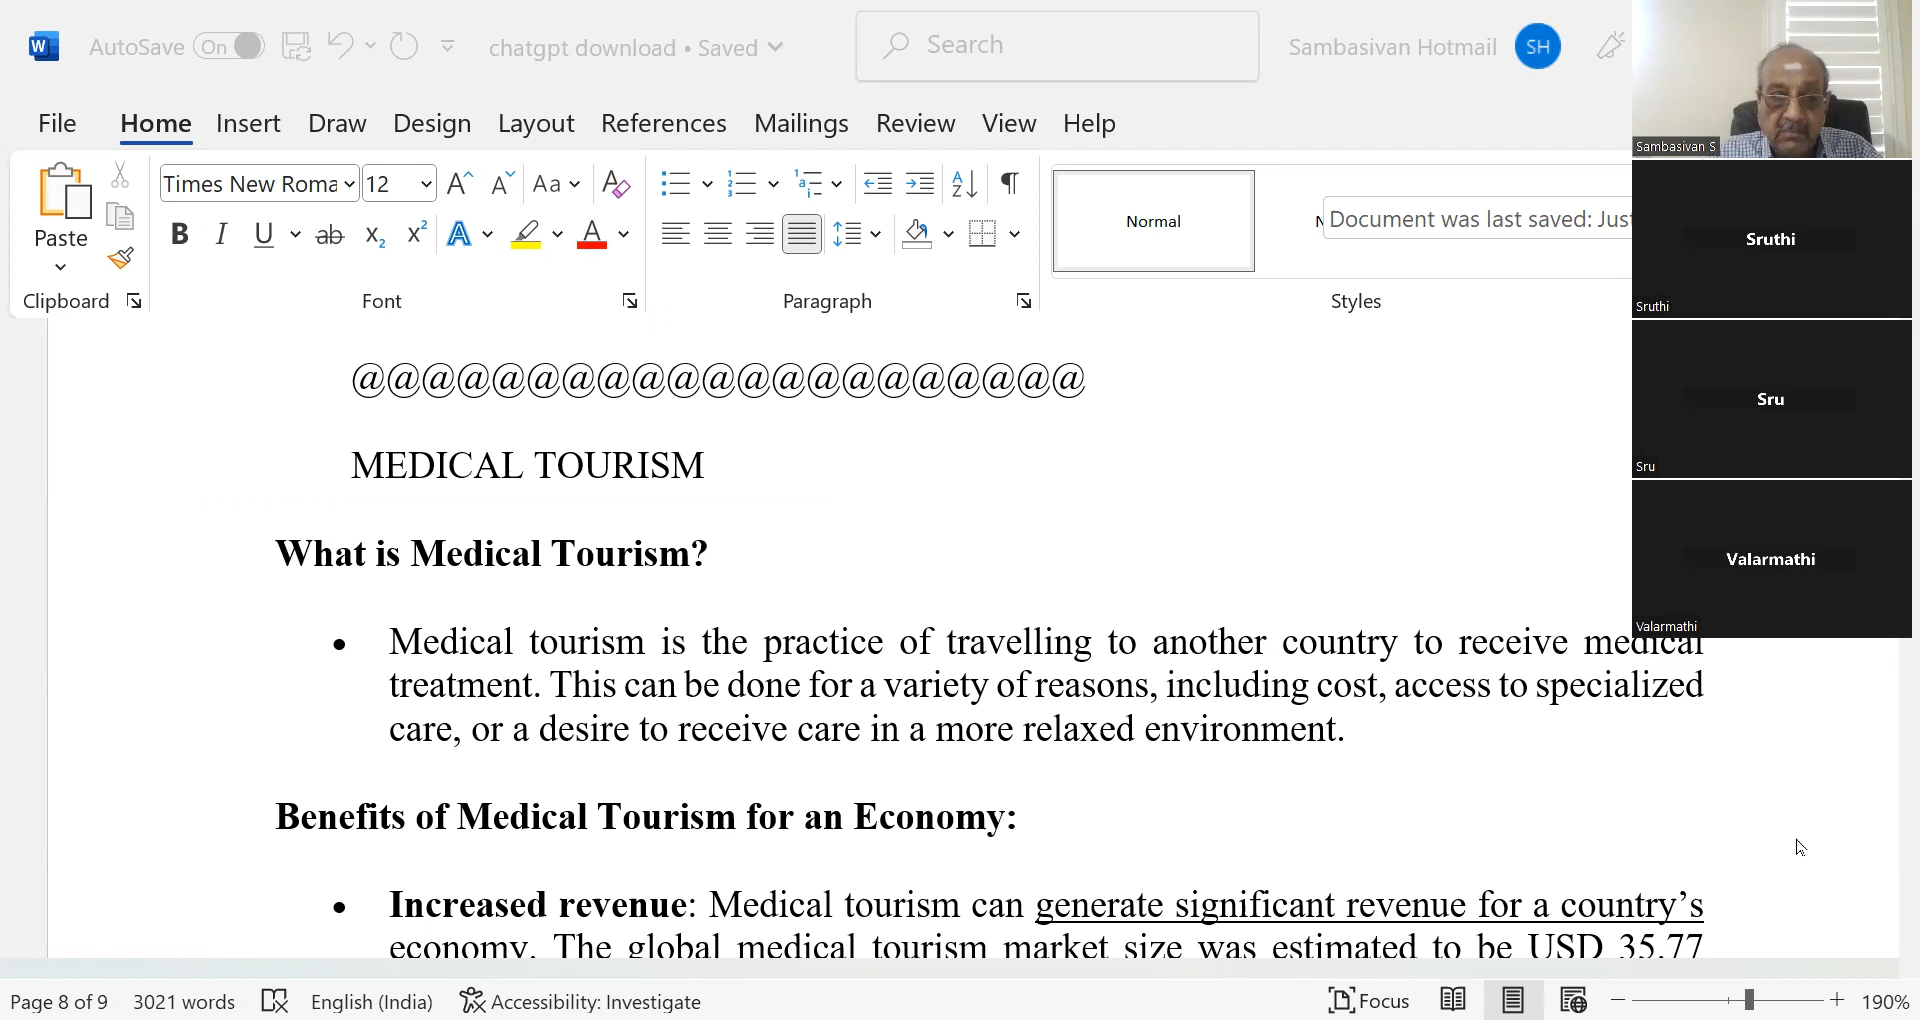 W AutoSave On chatgpt download • Saved Search Sambasivan Hotmail SH
File Home Insert Draw Design Layout References Mailings Review View Help
Paste
Clipboard
Times New Roma 12 A A Aa A
B I U ab x₂ x² A A
Font
Paragraph
Normal
Document was last saved: Just
Styles
Sambasivan S
Sruthi
Sruthi
Sru
Sru
Valarmathi
Valarmathi
@@@@@@@@@@@@@@@@@@@@@
MEDICAL TOURISM
What is Medical Tourism?
• Medical tourism is the practice of travelling to another country to receive medical
treatment. This can be done for a variety of reasons, including cost, access to specialized
care, or a desire to receive care in a more relaxed environment.
Benefits of Medical Tourism for an Economy:
• Increased revenue: Medical tourism can generate significant revenue for a country’s
economy. The global medical tourism market size was estimated to be USD 35.77
Page 8 of 9 3021 words English (India) Accessibility: Investigate Focus 190%